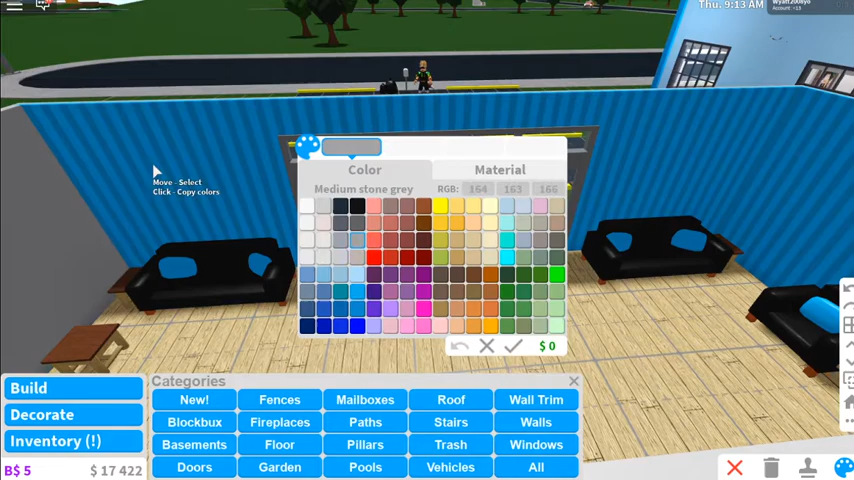 Thu. 9:13 AM
Account: +13
Move - Select
Click - Copy colors
Color
Material
Medium stone grey
RGB: 164 163 166
$ 0
Build
Decorate
Inventory (!)
B$ 5
$ 17 422
Categories
New!
Fences
Mailboxes
Roof
Wall Trim
Blockbux
Fireplaces
Paths
Stairs
Walls
Basements
Floor
Pillars
Trash
Windows
Doors
Garden
Pools
Vehicles
All